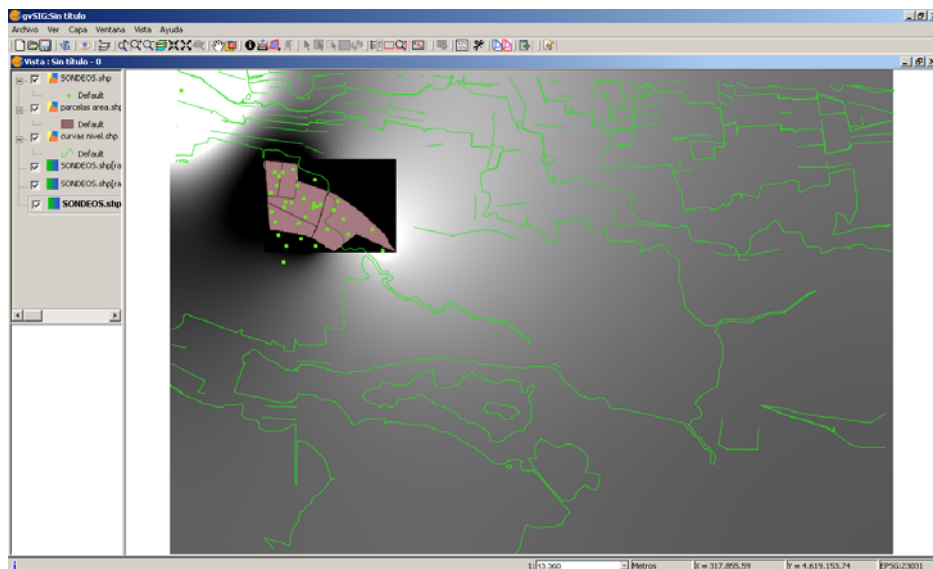 gvSIG:Sin título
Archivo Ver Capa Ventana Vista Ayuda
Vista : Sin título - 0
SONDEOS.shp
Default
parcelas area.shp
Default
curvas nivel.shp
Default
SONDEOS.shp[ra
SONDEOS.shp[ra
SONDEOS.shp
1: 43.360 Metros X = 317.855,59 Y = 4.619.153,74 EPSG:23031